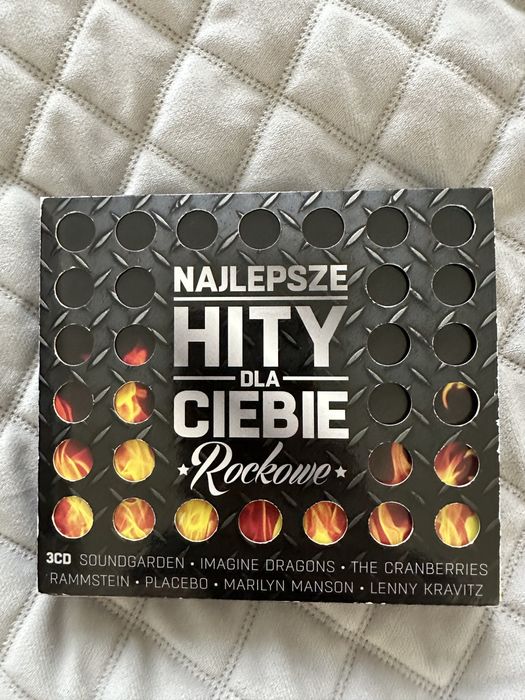 NAJLEPSZE
HITY
DLA
CIEBIE
Rockowe
3CD SOUNDGARDEN • IMAGINE DRAGONS • THE CRANBERRIES
RAMMSTEIN • PLACEBO • MARILYN MANSON • LENNY KRAVITZ